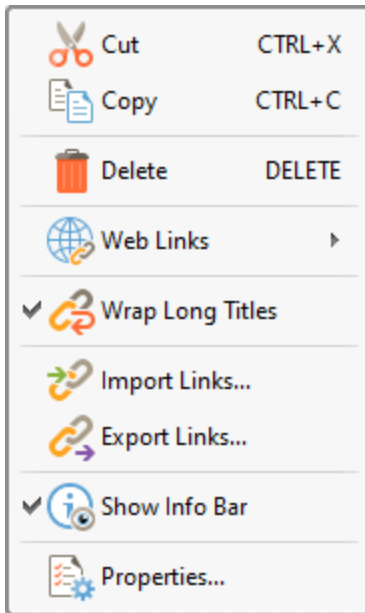 Cut CTRL+X
Copy CTRL+C
Delete DELETE
Web Links
Wrap Long Titles
Import Links...
Export Links...
Show Info Bar
Properties...